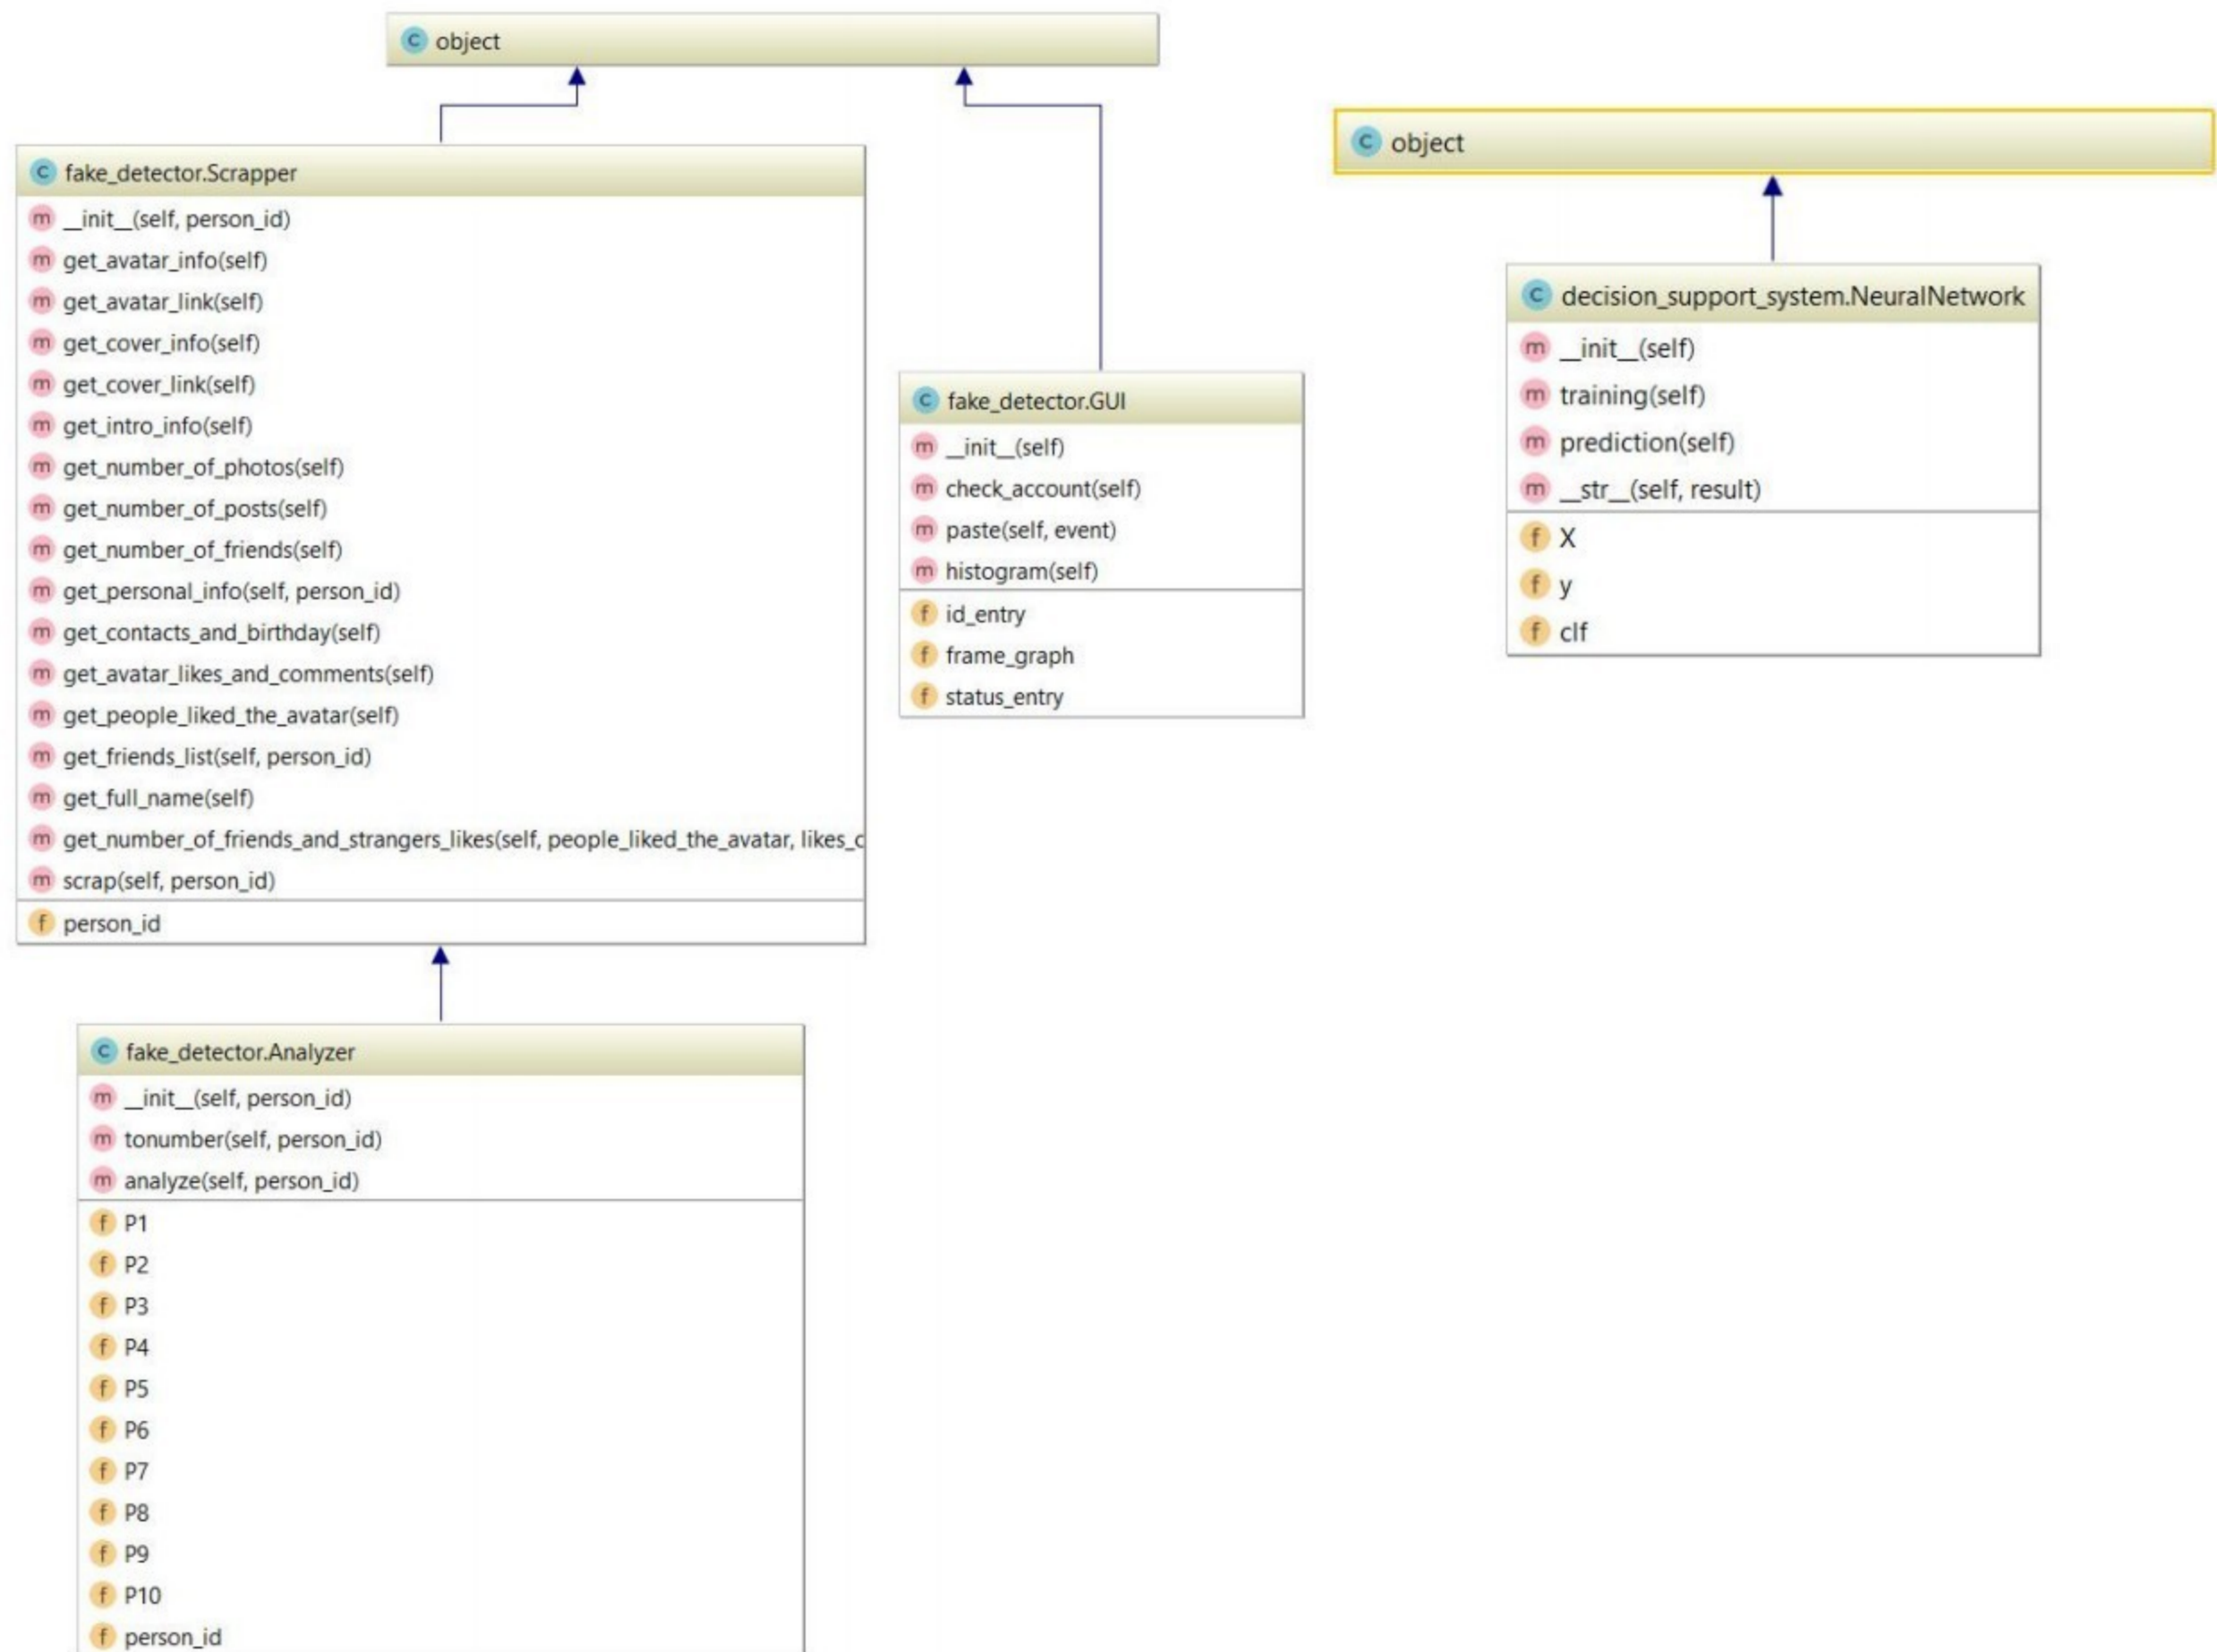 object
fake_detector.Scrapper
__init__(self, person_id)
get_avatar_info(self)
get_avatar_link(self)
get_cover_info(self)
get_cover_link(self)
get_intro_info(self)
get_number_of_photos(self)
get_number_of_posts(self)
get_number_of_friends(self)
get_personal_info(self, person_id)
get_contacts_and_birthday(self)
get_avatar_likes_and_comments(self)
get_people_liked_the_avatar(self)
get_friends_list(self, person_id)
get_full_name(self)
get_number_of_friends_and_strangers_likes(self, people_liked_the_avatar, likes_c
scrap(self, person_id)
person_id
fake_detector.Analyzer
__init__(self, person_id)
tonumber(self, person_id)
analyze(self, person_id)
P1
P2
P3
P4
P5
P6
P7
P8
P9
P10
person_id
fake_detector.GUI
__init__(self)
check_account(self)
paste(self, event)
histogram(self)
id_entry
frame_graph
status_entry
object
decision_support_system.NeuralNetwork
__init__(self)
training(self)
prediction(self)
__str__(self, result)
X
y
clf